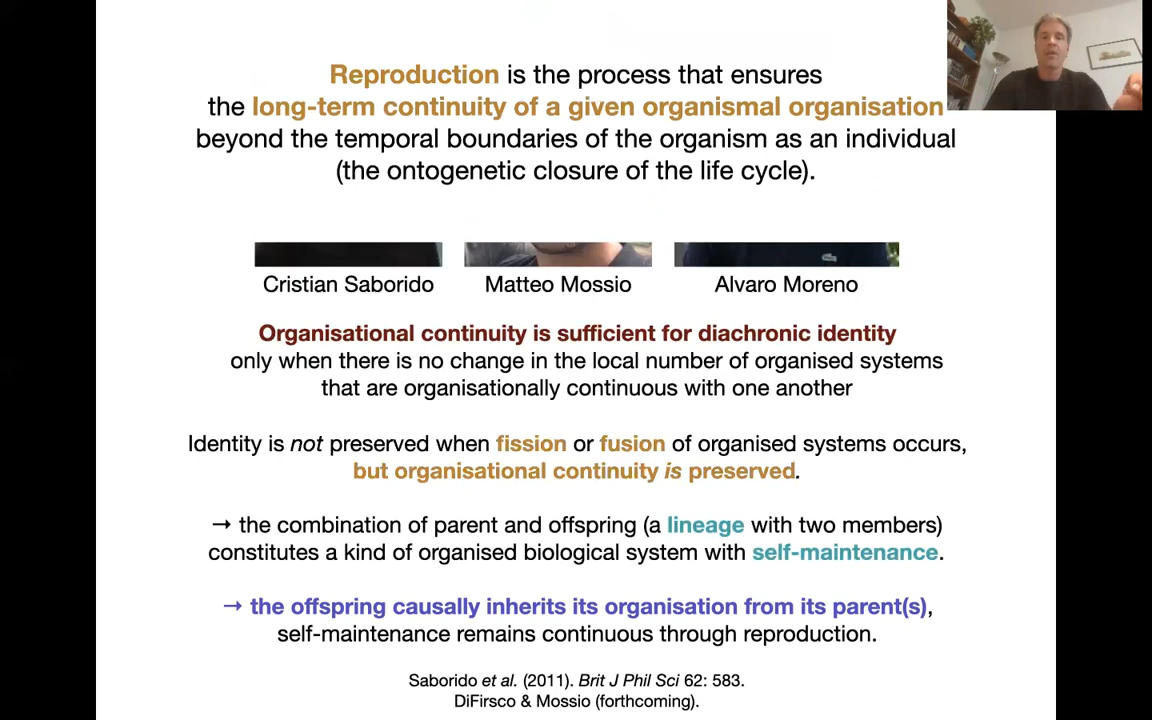 Reproduction is the process that ensures
the long-term continuity of a given organismal organisation
beyond the temporal boundaries of the organism as an individual
(the ontogenetic closure of the life cycle).
Cristian Saborido
Matteo Mossio
Alvaro Moreno
Organisational continuity is sufficient for diachronic identity
only when there is no change in the local number of organised systems
that are organisationally continuous with one another
Identity is not preserved when fission or fusion of organised systems occurs,
but organisational continuity is preserved.
→ the combination of parent and offspring (a lineage with two members)
constitutes a kind of organised biological system with self-maintenance.
→ the offspring causally inherits its organisation from its parent(s),
self-maintenance remains continuous through reproduction.
Saborido et al. (2011). Brit J Phil Sci 62: 583.
DiFirsco & Mossio (forthcoming).